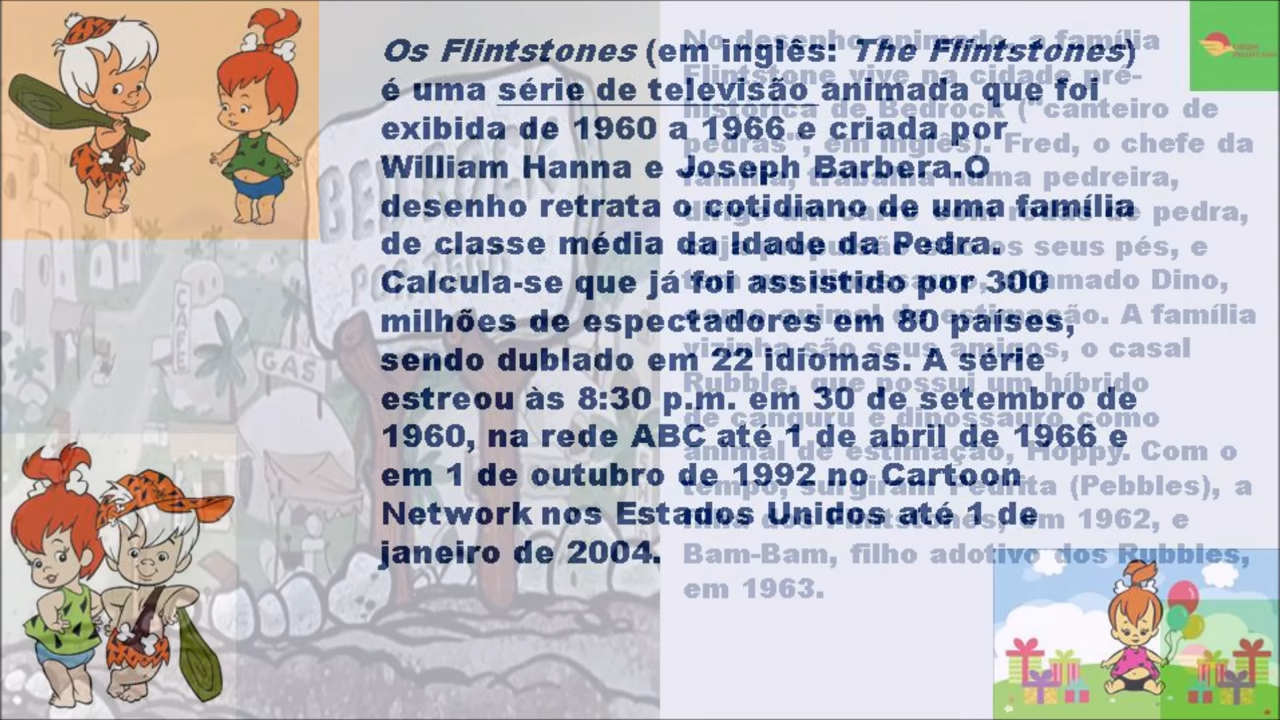 Os Flintstones (em inglês: The Flintstones)
é uma série de televisão animada que foi
exibida de 1960 a 1966 e criada por
William Hanna e Joseph Barbera.O
desenho retrata o cotidiano de uma família
de classe média da Idade da Pedra.
Calcula-se que já foi assistido por 300
milhões de espectadores em 80 países,
sendo dublado em 22 idiomas. A série
estreou às 8:30 p.m. em 30 de setembro de
1960, na rede ABC até 1 de abril de 1966 e
em 1 de outubro de 1992 no Cartoon
Network nos Estados Unidos até 1 de
janeiro de 2004.
No desenho animado, a família
Flintstone vive na cidade pré-
histórica de Bedrock ("canteiro de
pedras", em inglês). Fred, o chefe da
família, trabalha numa pedreira,
pedra,
seus pés, e
Dino,
A família
vizinha são seus amigos, o casal
Rubble, que possui um híbrido
de canguru e dinossauro como
animal de estimação, Hoppy. Com o
tempo, surgiram Pedrita (Pebbles), a
em 1962, e
Bam-Bam, filho adotivo dos Rubbles,
em 1963.
BEDROCK
CAFE
GAS